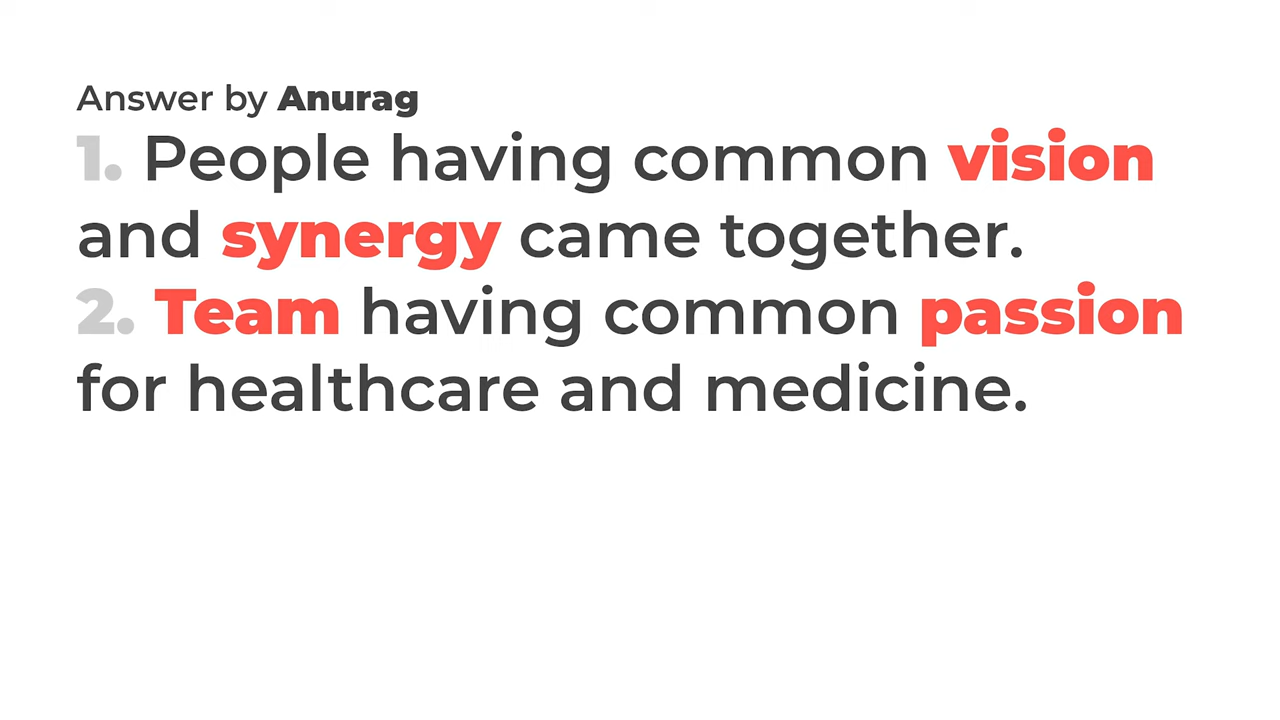 Answer by Anurag
1. People having common vision
and synergy came together.
2. Team having common passion
for healthcare and medicine.